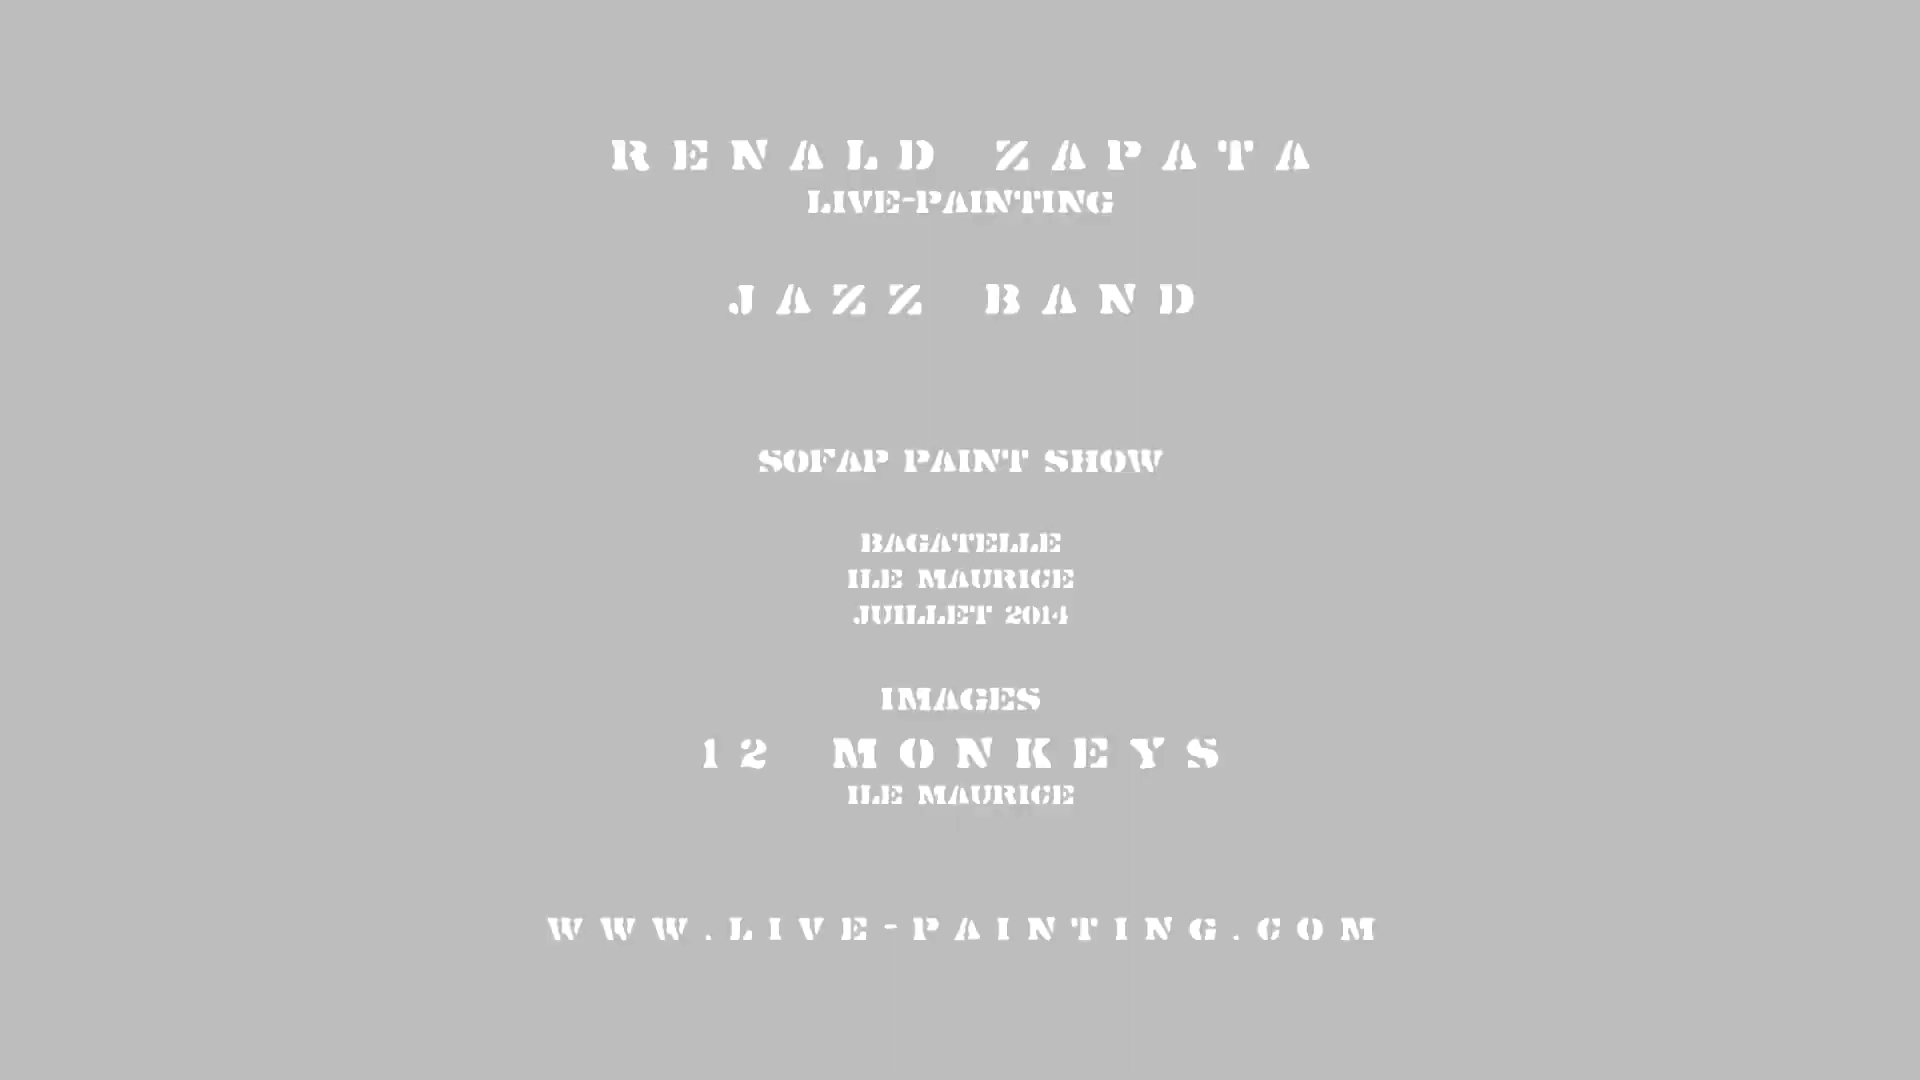 RENALD ZAPATA
LIVE-PAINTING
JAZZ BAND
SOFAP PAINT SHOW
BAGATELLE
ILE MAURICE
JUILLET 2014
IMAGES
12 MONKEYS
ILE MAURICE
WWW.LIVE-PAINTING.COM